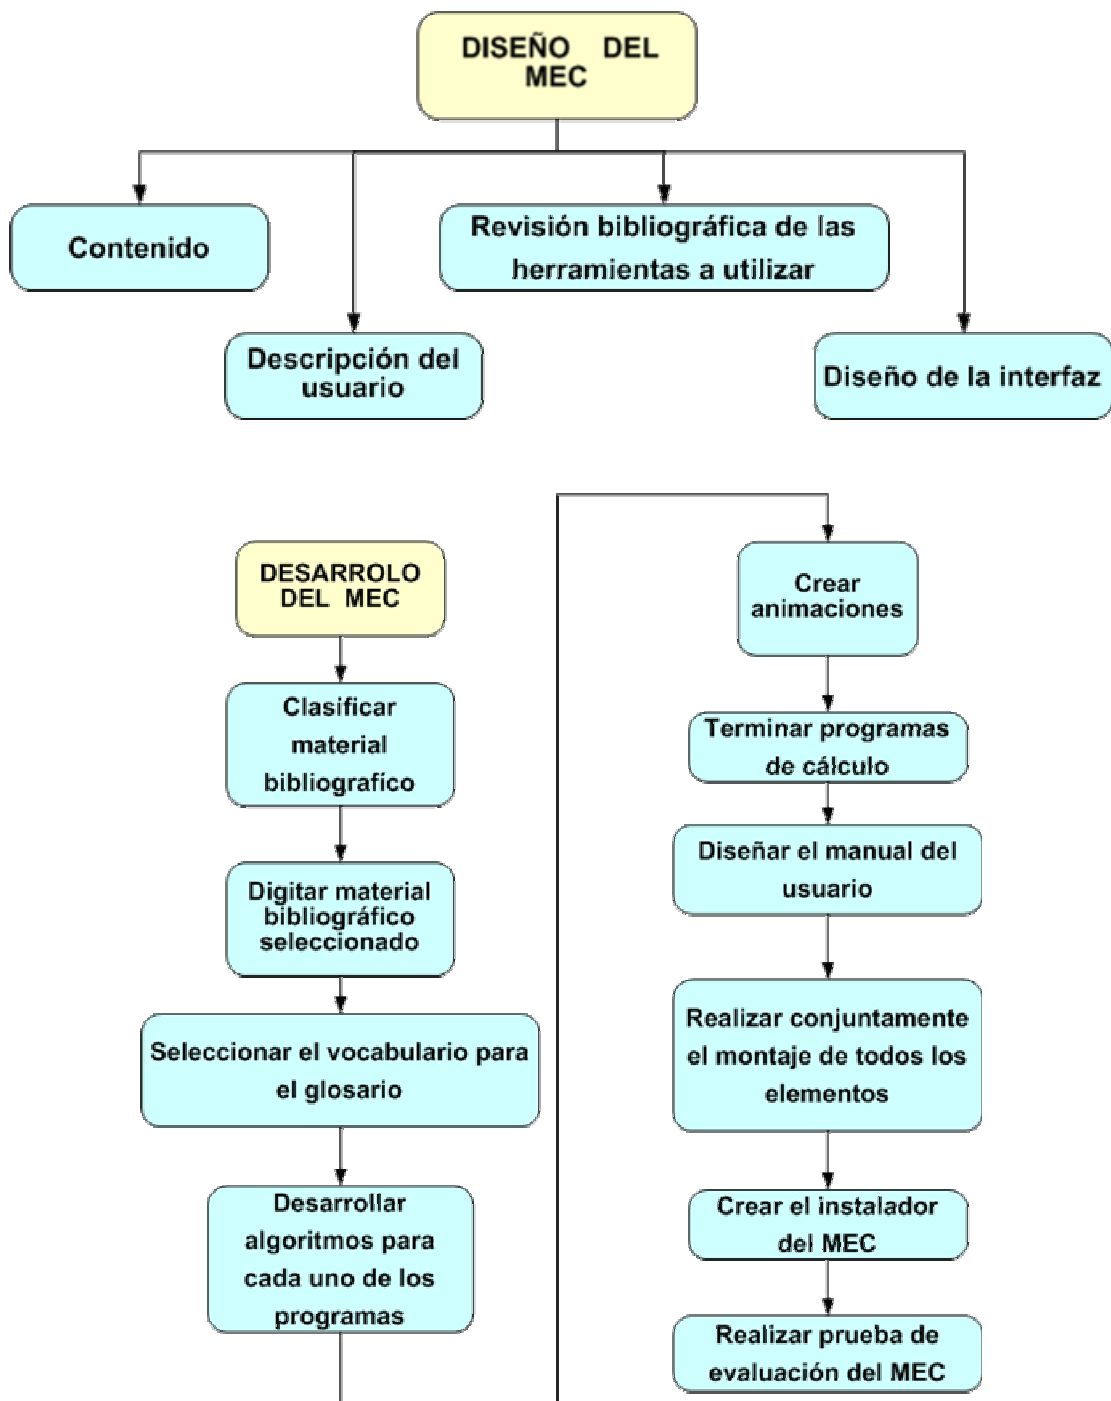 DISEÑO DEL
MEC
Contenido
Revisión bibliográfica de las
herramientas a utilizar
Descripción del
usuario
Diseño de la interfaz
DESARROLO
DEL MEC
Clasificar
material
bibliografico
Digitar material
bibliográfico
seleccionado
Seleccionar el vocabulario para
el glosario
Desarrollar
algoritmos para
cada uno de los
programas
Crear
animaciones
Terminar programas
de cálculo
Diseñar el manual del
usuario
Realizar conjuntamente
el montaje de todos los
elementos
Crear el instalador
del MEC
Realizar prueba de
evaluación del MEC